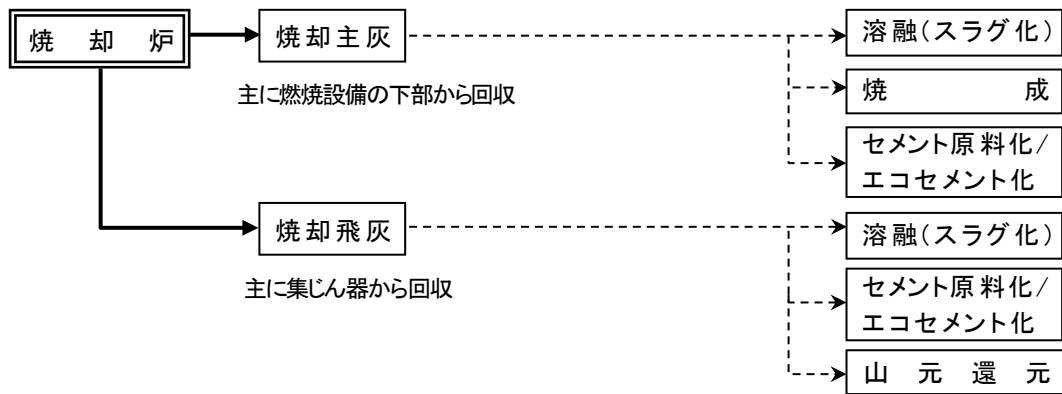 焼却炉
焼却主灰
主に燃焼設備の下部から回収
溶融(スラグ化)
焼成
セメント原料化/
エコセメント化
焼却飛灰
主に集じん器から回収
溶融(スラグ化)
セメント原料化/
エコセメント化
山元還元